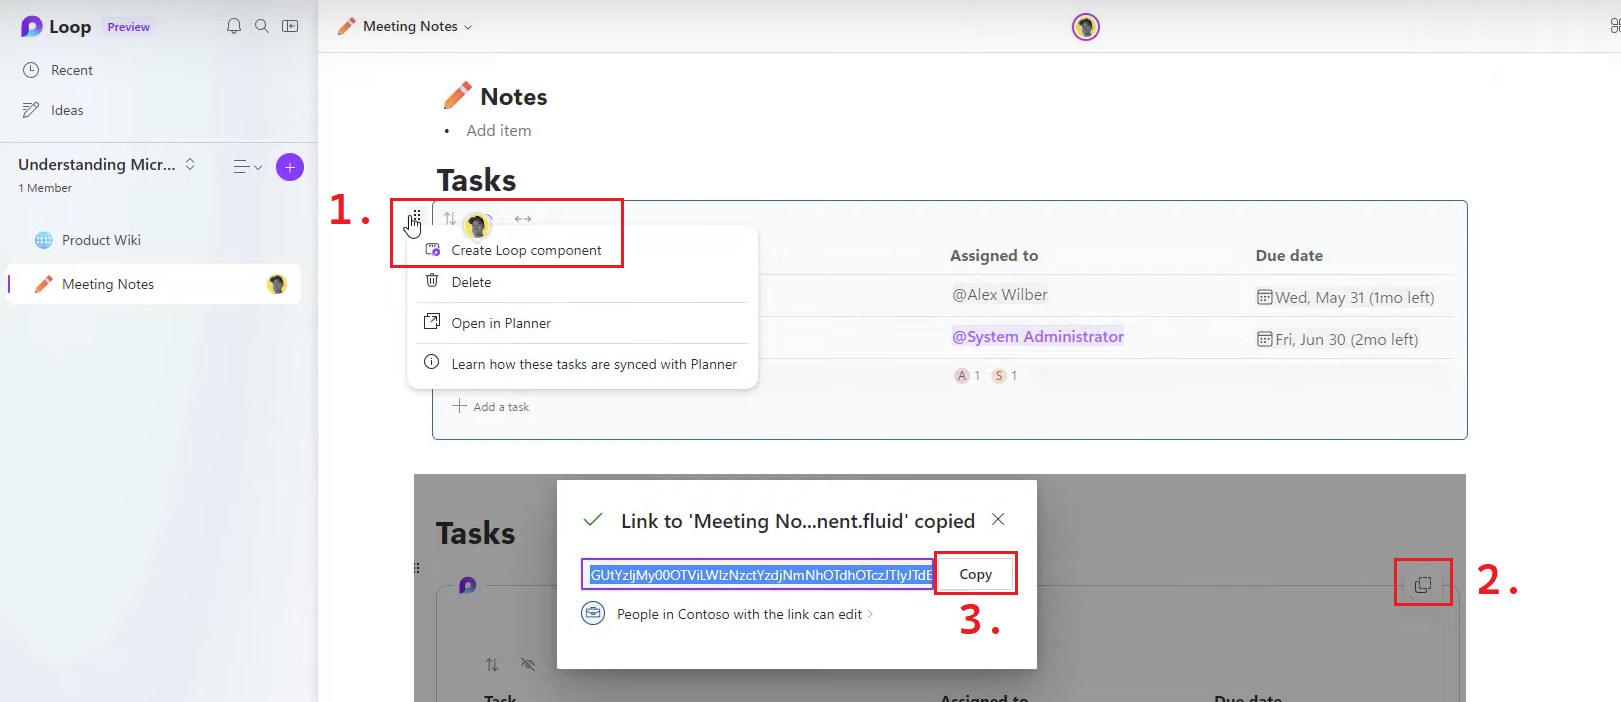 Loop Preview
Meeting Notes
Recent
Ideas
Understanding Micr...
1 Member
Product Wiki
Meeting Notes
Notes
• Add item
Tasks
1.
Create Loop component
Delete
Open in Planner
Learn how these tasks are synced with Planner
Assigned to Due date
@Alex Wilber Wed, May 31 (1mo left)
@System Administrator Fri, Jun 30 (2mo left)
A 1 S 1
Add a task
Tasks
Link to 'Meeting No...nent.fluid' copied
Copy
People in Contoso with the link can edit
2.
3.
Task Assigned to Due date